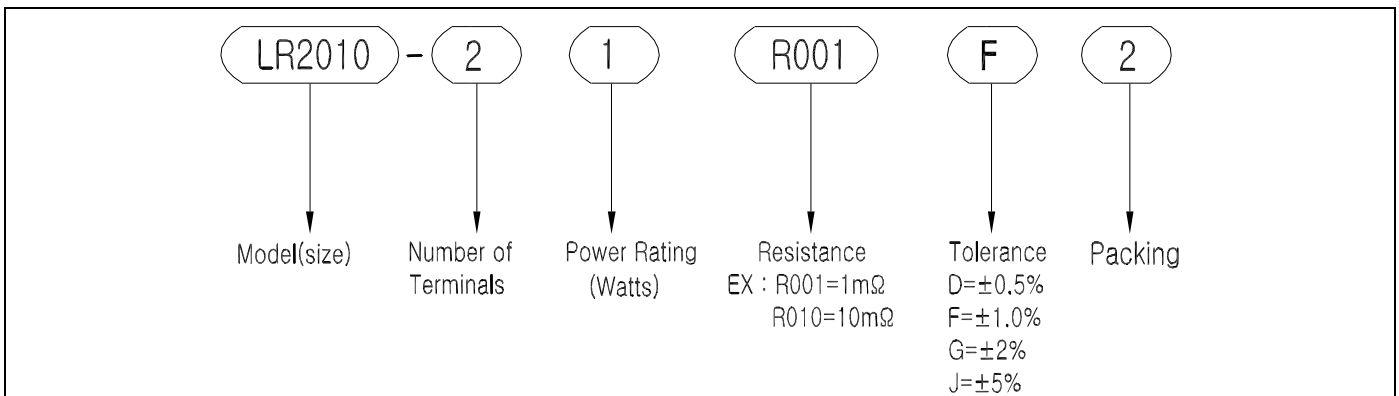 LR2010 - 2 1 R001 F 2
Model(size)
Number of
Terminals
Power Rating
(Watts)
Resistance
EX : R001=1mΩ
R010=10mΩ
Tolerance
D=±0.5%
F=±1.0%
G=±2%
J=±5%
Packing